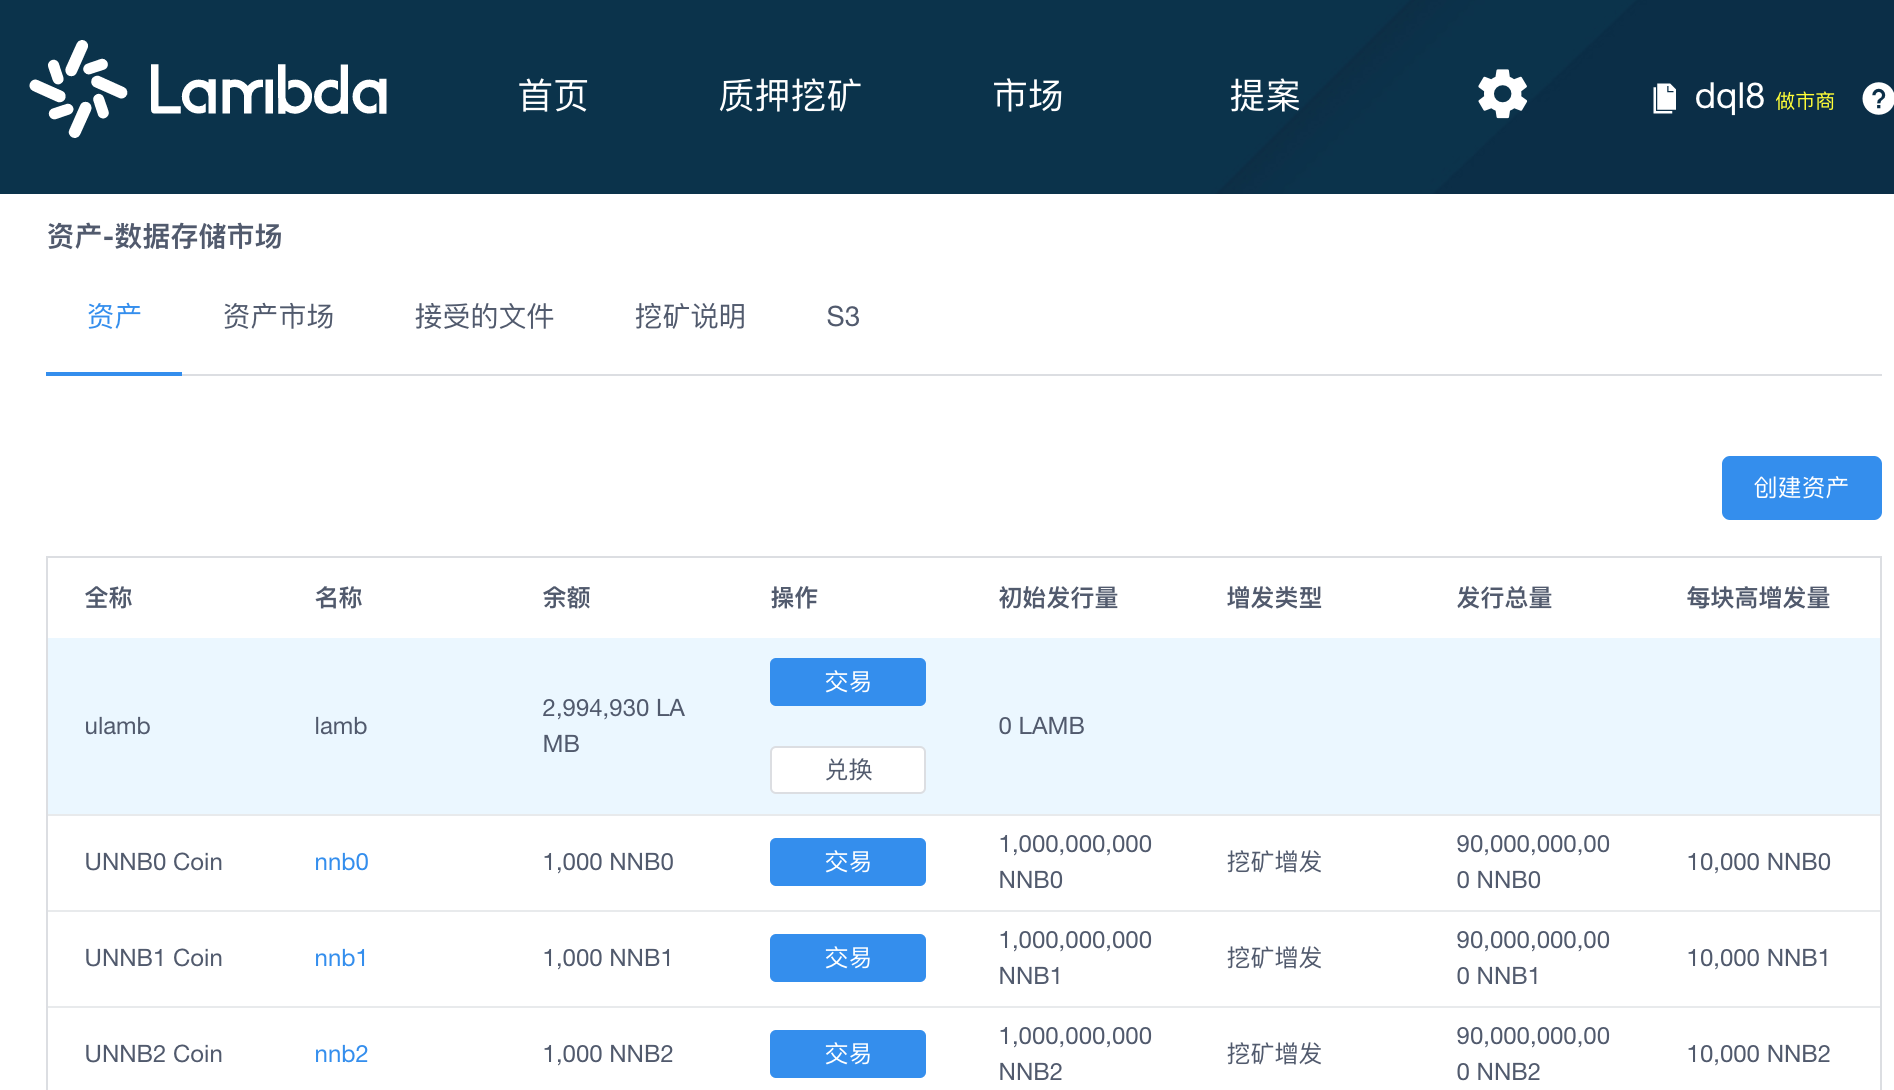 Lambda
首页
质押挖矿
市场
提案
dql8 做市商
?
资产-数据存储市场
资产
资产市场
接受的文件
挖矿说明
S3
创建资产
全称
名称
余额
操作
初始发行量
增发类型
发行总量
每块高增发量
ulamb
lamb
2,994,930 LA
MB
交易
兑换
0 LAMB
UNNB0 Coin
nnb0
1,000 NNB0
交易
1,000,000,000
NNB0
挖矿增发
90,000,000,00
0 NNB0
10,000 NNB0
UNNB1 Coin
nnb1
1,000 NNB1
交易
1,000,000,000
NNB1
挖矿增发
90,000,000,00
0 NNB1
10,000 NNB1
UNNB2 Coin
nnb2
1,000 NNB2
交易
1,000,000,000
NNB2
挖矿增发
90,000,000,00
0 NNB2
10,000 NNB2